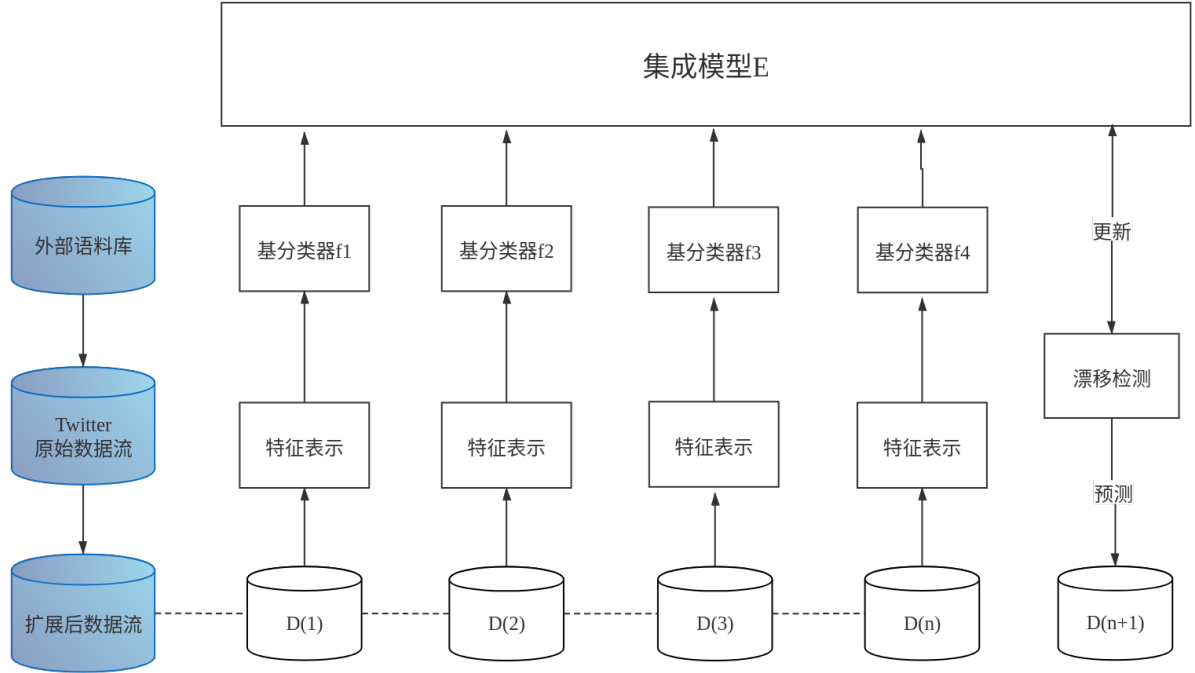 集成模型E
外部语料库
基分类器f1
基分类器f2
基分类器f3
基分类器f4
更新
漂移检测
Twitter
原始数据流
特征表示
特征表示
特征表示
特征表示
预测
扩展后数据流
D(1)
D(2)
D(3)
D(n)
D(n+1)